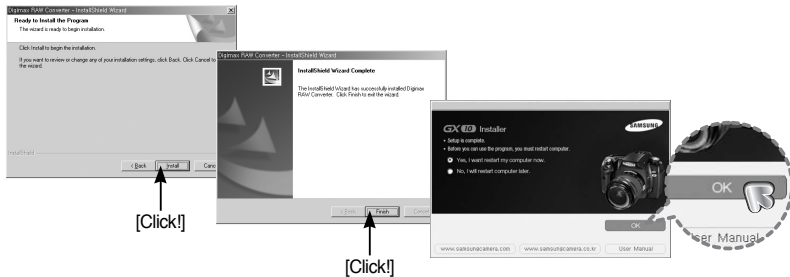 Digimax RAW Converter - InstallShield Wizard
Ready to Install the Program
The wizard is ready to begin installation.
Click Install to begin the installation.
If you want to review or change any of your installation settings, click Back. Click Cancel to
the wizard.
InstallShield
< Back
Install
Canc
[Click!]
Digimax RAW Converter - InstallShield Wizard
InstallShield Wizard Complete
The InstallShield Wizard has successfully installed Digimax
RAW Converter. Click Finish to exit the wizard.
< Back
Finish
Cancel
[Click!]
GX 10 Installer
SAMSUNG
• Setup is complete.
• Before you can use the program, you must restart computer.
Yes, I want restart my computer now.
No, I will restart computer later.
OK
www.samsungcamera.com
www.samsungcamera.co.kr
User Manual
OK
User Manual